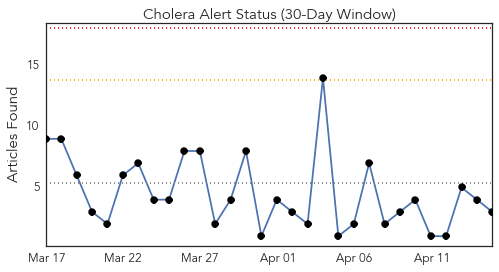 Cholera Alert Status (30-Day Window)
Articles Found
15
10
5
Mar 17 Mar 22 Mar 27 Apr 01 Apr 06 Apr 11